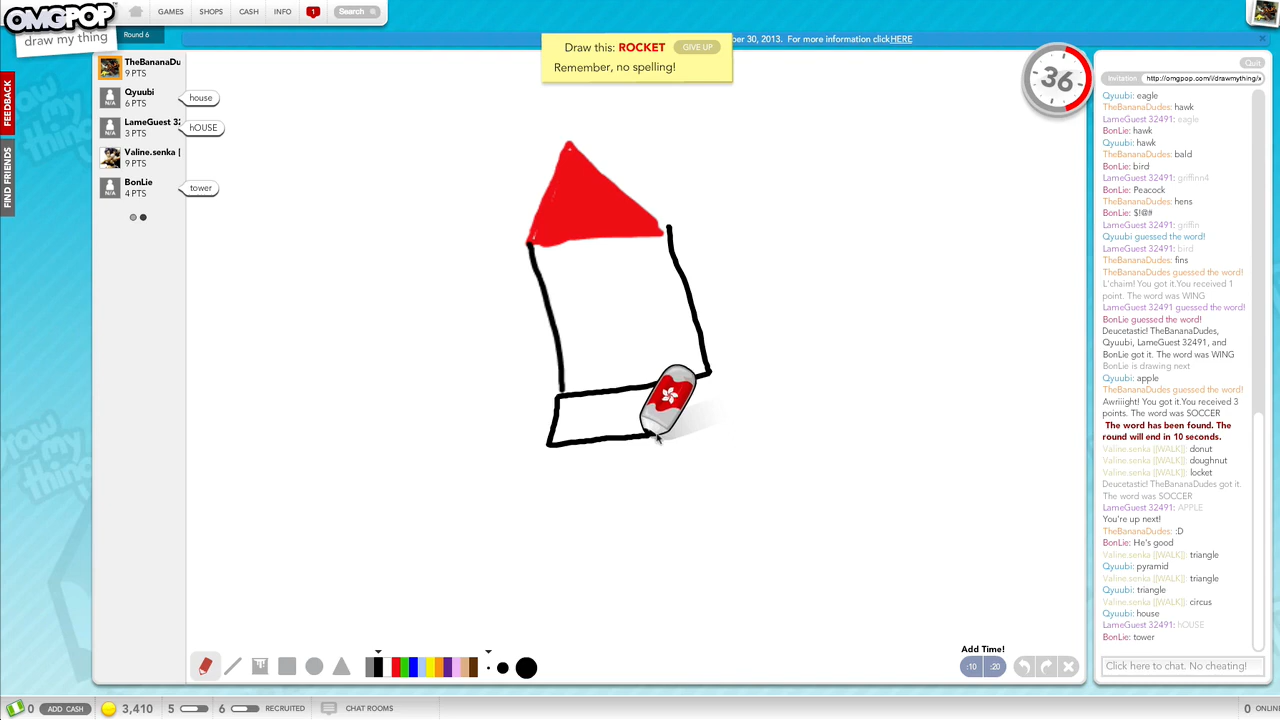 OMGPOP
draw my thing
GAMES
SHOPS
CASH
INFO
1
Search
Round 6
ber 30, 2013. For more information click HERE
Draw this: ROCKET
GIVE UP
Remember, no spelling!
36
FEEDBACK
FIND FRIENDS
TheBananaDu
9 PTS
Qyuubi
6 PTS
house
LameGuest 32
3 PTS
hOUSE
Valine.senka [
9 PTS
BonLie
4 PTS
tower
N/A
N/A
N/A
Quit
Invitation
http://omgpop.com/i/drawmything/x
Qyuubi: eagle
TheBananaDudes: hawk
LameGuest 32491: eagle
BonLie: hawk
Qyuubi: hawk
TheBananaDudes: bald
BonLie: bird
LameGuest 32491: griffinn4
BonLie: Peacock
TheBananaDudes: hens
BonLie: $!@#
LameGuest 32491: griffin
Qyuubi guessed the word!
LameGuest 32491: bird
TheBananaDudes: fins
TheBananaDudes guessed the word!
L'chaim! You got it.You received 1
point. The word was WING
LameGuest 32491 guessed the word!
BonLie guessed the word!
Deucetastic! TheBananaDudes,
Qyuubi, LameGuest 32491, and
BonLie got it. The word was WING
BonLie is drawing next
Qyuubi: apple
TheBananaDudes guessed the word!
Awriiight! You got it.You received 3
points. The word was SOCCER
The word has been found. The
round will end in 10 seconds.
Valine.senka [[WALK]]: donut
Valine.senka [[WALK]]: doughnut
Valine.senka [[WALK]]: locket
Deucetastic! TheBananaDudes got it.
The word was SOCCER
LameGuest 32491: APPLE
You're up next!
TheBananaDudes: :D
BonLie: He's good
Valine.senka [[WALK]]: triangle
Qyuubi: pyramid
Valine.senka [[WALK]]: triangle
Qyuubi: triangle
Valine.senka [[WALK]]: circus
Qyuubi: house
LameGuest 32491: hOUSE
BonLie: tower
Click here to chat. No cheating!
Add Time!
:10
:20
0
ADD CASH
3,410
5
6
RECRUITED
CHAT ROOMS
0 ONLIN